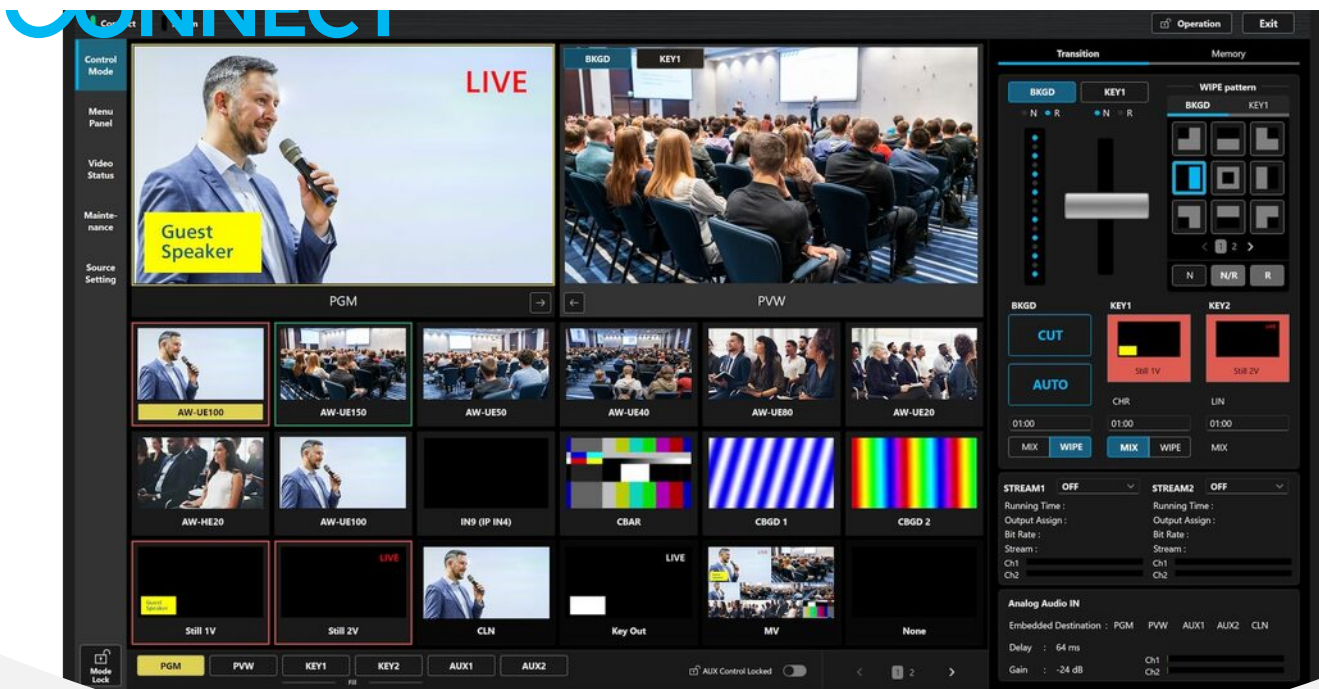 CONNECT
Operation
Exit
Control
Mode
Menu
Panel
Video
Status
Mainte-
nance
Source
Setting
Mode
Lock
LIVE
Guest
Speaker
PGM
→
BKGD
KEY1
←
PVW
AW-UE100
AW-UE150
AW-UE50
AW-UE40
AW-UE80
AW-UE20
AW-HE20
AW-UE100
IN9 (IP IN4)
CBAR
CBGD 1
CBGD 2
Guest
Speaker
Still 1V
LIVE
Still 2V
CLN
LIVE
Key Out
MV
None
PGM
PVW
KEY1
KEY2
Fill
AUX1
AUX2
AUX Control Locked
< 1 2 >
Transition
Memory
BKGD
KEY1
N R
N R
WIPE pattern
BKGD
KEY1
< 1 2 >
N
N/R
R
BKGD
KEY1
KEY2
CUT
AUTO
Still 1V
LIVE
Still 2V
CHR
LIN
01:00
01:00
01:00
MIX
WIPE
MIX
WIPE
MIX
STREAM1 OFF
Running Time :
Output Assign :
Bit Rate :
Stream :
Ch1
Ch2
STREAM2 OFF
Running Time :
Output Assign :
Bit Rate :
Stream :
Ch1
Ch2
Analog Audio IN
Embedded Destination : PGM PVW AUX1 AUX2 CLN
Delay : 64 ms
Gain : -24 dB
Ch1
Ch2